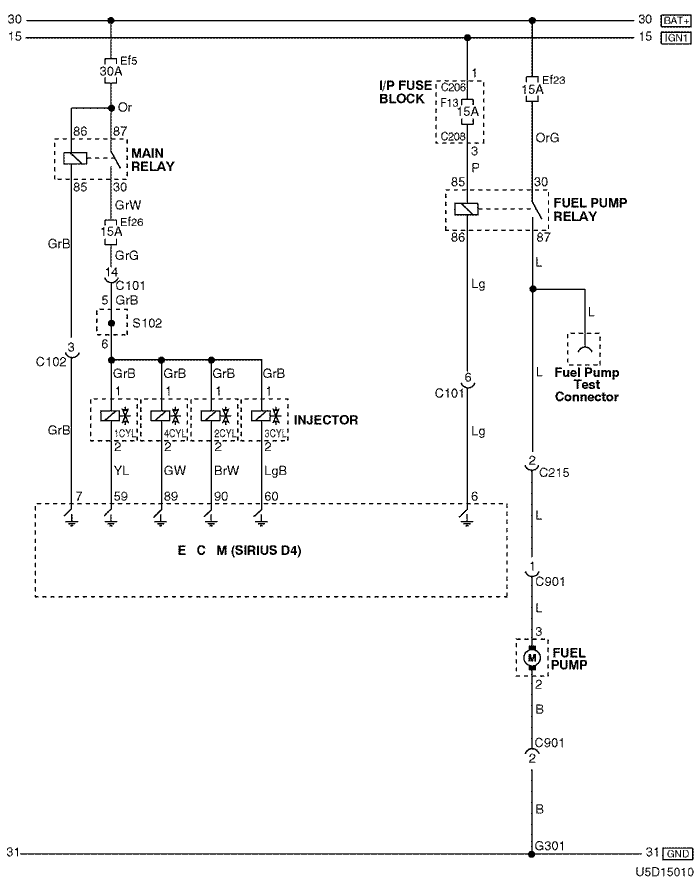 30 30 BAT+
15 15 IGN1
Ef5
30A
Or
86 87
MAIN
RELAY
85 30
GrW
Ef26
15A
GrB
GrG
14
C101
5 GrB
S102
6
3
C102
GrB GrB GrB GrB
1 1 1 1
INJECTOR
1CYL 4CYL 2CYL 3CYL
2 2 2 2
GrB
YL GW BrW LgB
7 59 89 90 60 6
E C M (SIRIUS D4)
1
I/P FUSE
BLOCK
C206
F13
15A
C208
3
P
Ef23
15A
OrG
85 30
FUEL PUMP
RELAY
86 87
Lg
L
L
Fuel Pump
Test
Connector
L
6
C101
Lg
2
C215
L
1
C901
L
3
M
FUEL
PUMP
2
B
C901
2
B
G301
31 31 GND
U5D15010